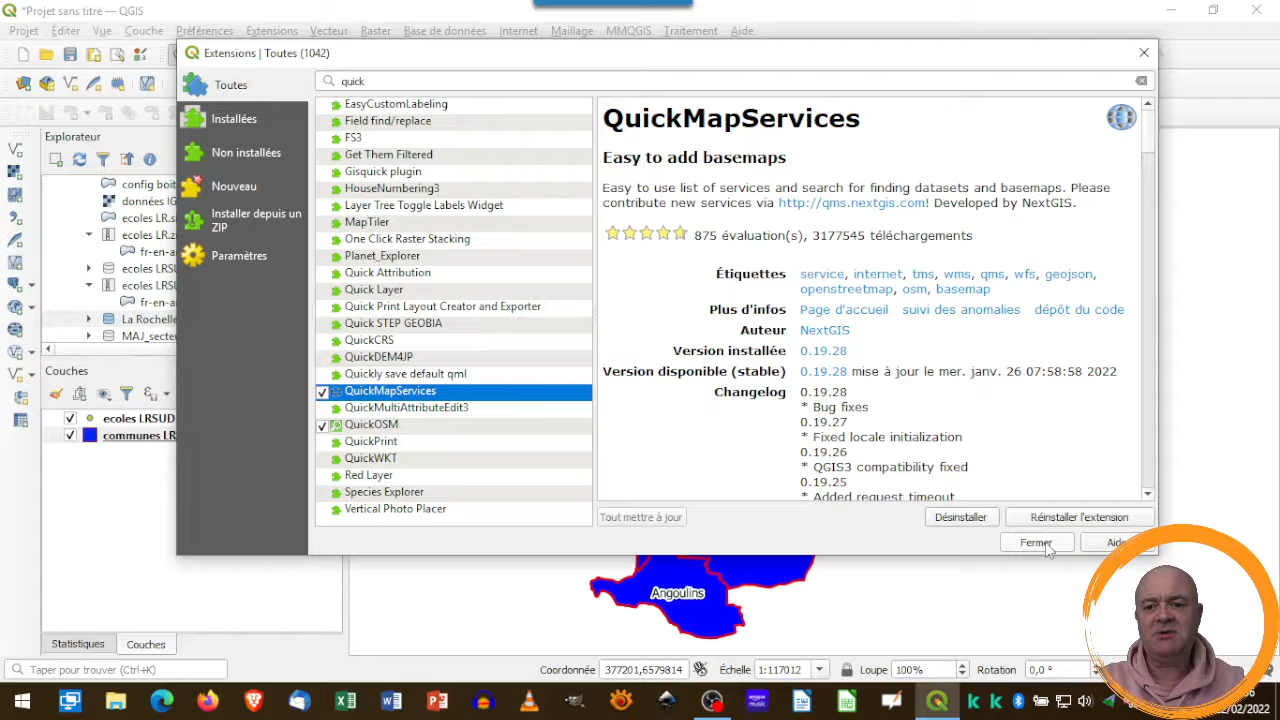 *Projet sans titre — QGIS
Projet Éditer Vue Couche Préférences Extensions Vecteur Raster Base de données Internet Maillage MMQGIS Traitement Aide
Extensions | Toutes (1042)
Toutes
Installées
Non installées
Nouveau
Installer depuis un
ZIP
Paramètres
quick
EasyCustomLabeling
Field find/replace
FS3
Get Them Filtered
Gisquick plugin
HouseNumbering3
Layer Tree Toggle Labels Widget
MapTiler
One Click Raster Stacking
Planet_Explorer
Quick Attribution
Quick Layer
Quick Print Layout Creator and Exporter
Quick STEP GEOBIA
QuickCRS
QuickDEM4JP
Quickly save default qml
QuickMapServices
QuickMultiAttributeEdit3
QuickOSM
QuickPrint
QuickWKT
Red Layer
Species Explorer
Vertical Photo Placer
QuickMapServices
Easy to add basemaps
Easy to use list of services and search for finding datasets and basemaps. Please
contribute new services via http://qms.nextgis.com! Developed by NextGIS.
875 évaluation(s), 3177545 téléchargements
Étiquettes service, internet, tms, wms, qms, wfs, geojson,
openstreetmap, osm, basemap
Plus d'infos Page d'accueil suivi des anomalies dépôt du code
Auteur NextGIS
Version installée 0.19.28
Version disponible (stable) 0.19.28 mise à jour le mer. janv. 26 07:58:58 2022
Changelog 0.19.28
* Bug fixes
0.19.27
* Fixed locale initialization
0.19.26
* QGIS3 compatibility fixed
0.19.25
* Added request timeout
Tout mettre à jour Désinstaller Réinstaller l'extension
Fermer Aide
Explorateur
config boit
données IG
ecoles LR.s
ecoles LR.z
fr-en-a
ecoles LRSU
ecoles LRSU
fr-en-a
La Rochelle
MAJ_secteu
Couches
ecoles LRSUD
communes LR
Angoulins
Statistiques Couches
Taper pour trouver (Ctrl+K) Coordonnée 377201,6579814 Échelle 1:117012 Loupe 100% Rotation 0,0 °
/02/2022